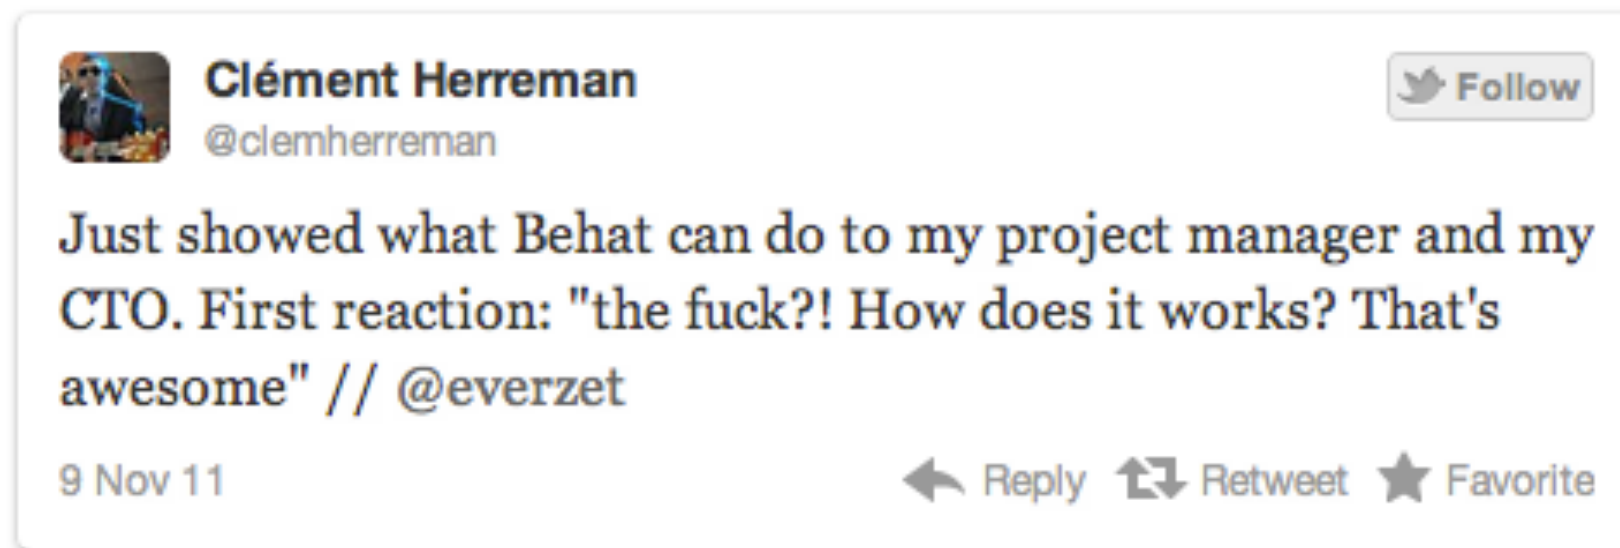 Clément Herreman
Follow
@clemherreman
Just showed what Behat can do to my project manager and my
CTO. First reaction: "the fuck?! How does it works? That's
awesome" // @everzet
9 Nov 11
Reply Retweet Favorite